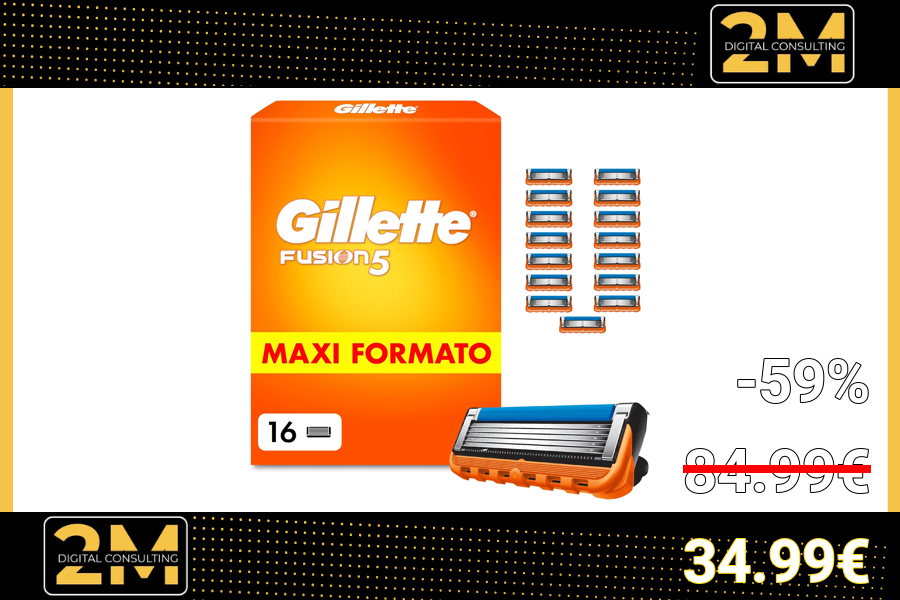 2M
DIGITAL CONSULTING
Gillette
Gillette®
FUSION5
MAXI FORMATO
16
-59%
84.99€
2M
DIGITAL CONSULTING
34.99€